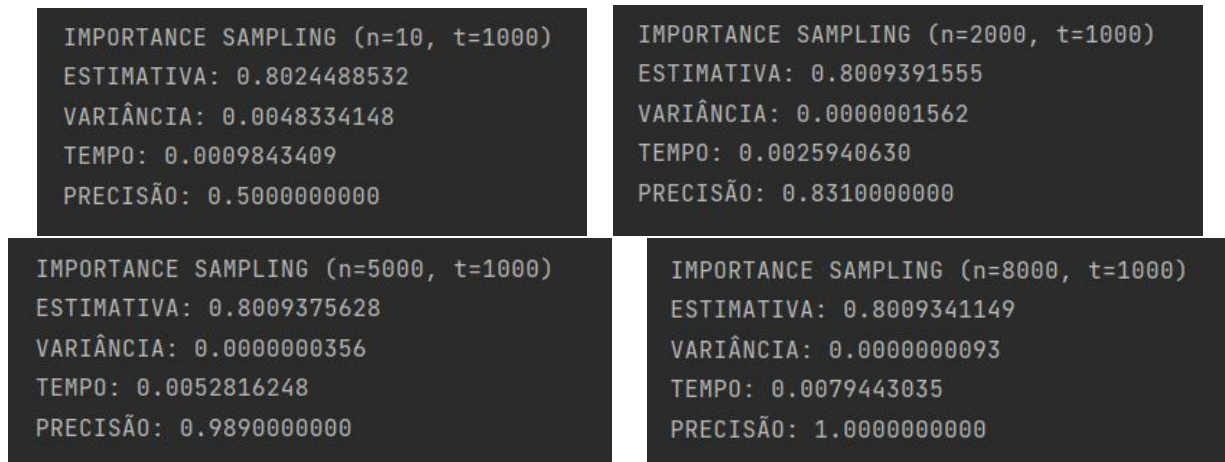 IMPORTANCE SAMPLING (n=10, t=1000)
ESTIMATIVA: 0.8024488532
VARIÂNCIA: 0.0048334148
TEMPO: 0.0009843409
PRECISÃO: 0.5000000000
IMPORTANCE SAMPLING (n=2000, t=1000)
ESTIMATIVA: 0.8009391555
VARIÂNCIA: 0.0000001562
TEMPO: 0.0025940630
PRECISÃO: 0.8310000000
IMPORTANCE SAMPLING (n=5000, t=1000)
ESTIMATIVA: 0.8009375628
VARIÂNCIA: 0.0000000356
TEMPO: 0.0052816248
PRECISÃO: 0.9890000000
IMPORTANCE SAMPLING (n=8000, t=1000)
ESTIMATIVA: 0.8009341149
VARIÂNCIA: 0.0000000093
TEMPO: 0.0079443035
PRECISÃO: 1.0000000000